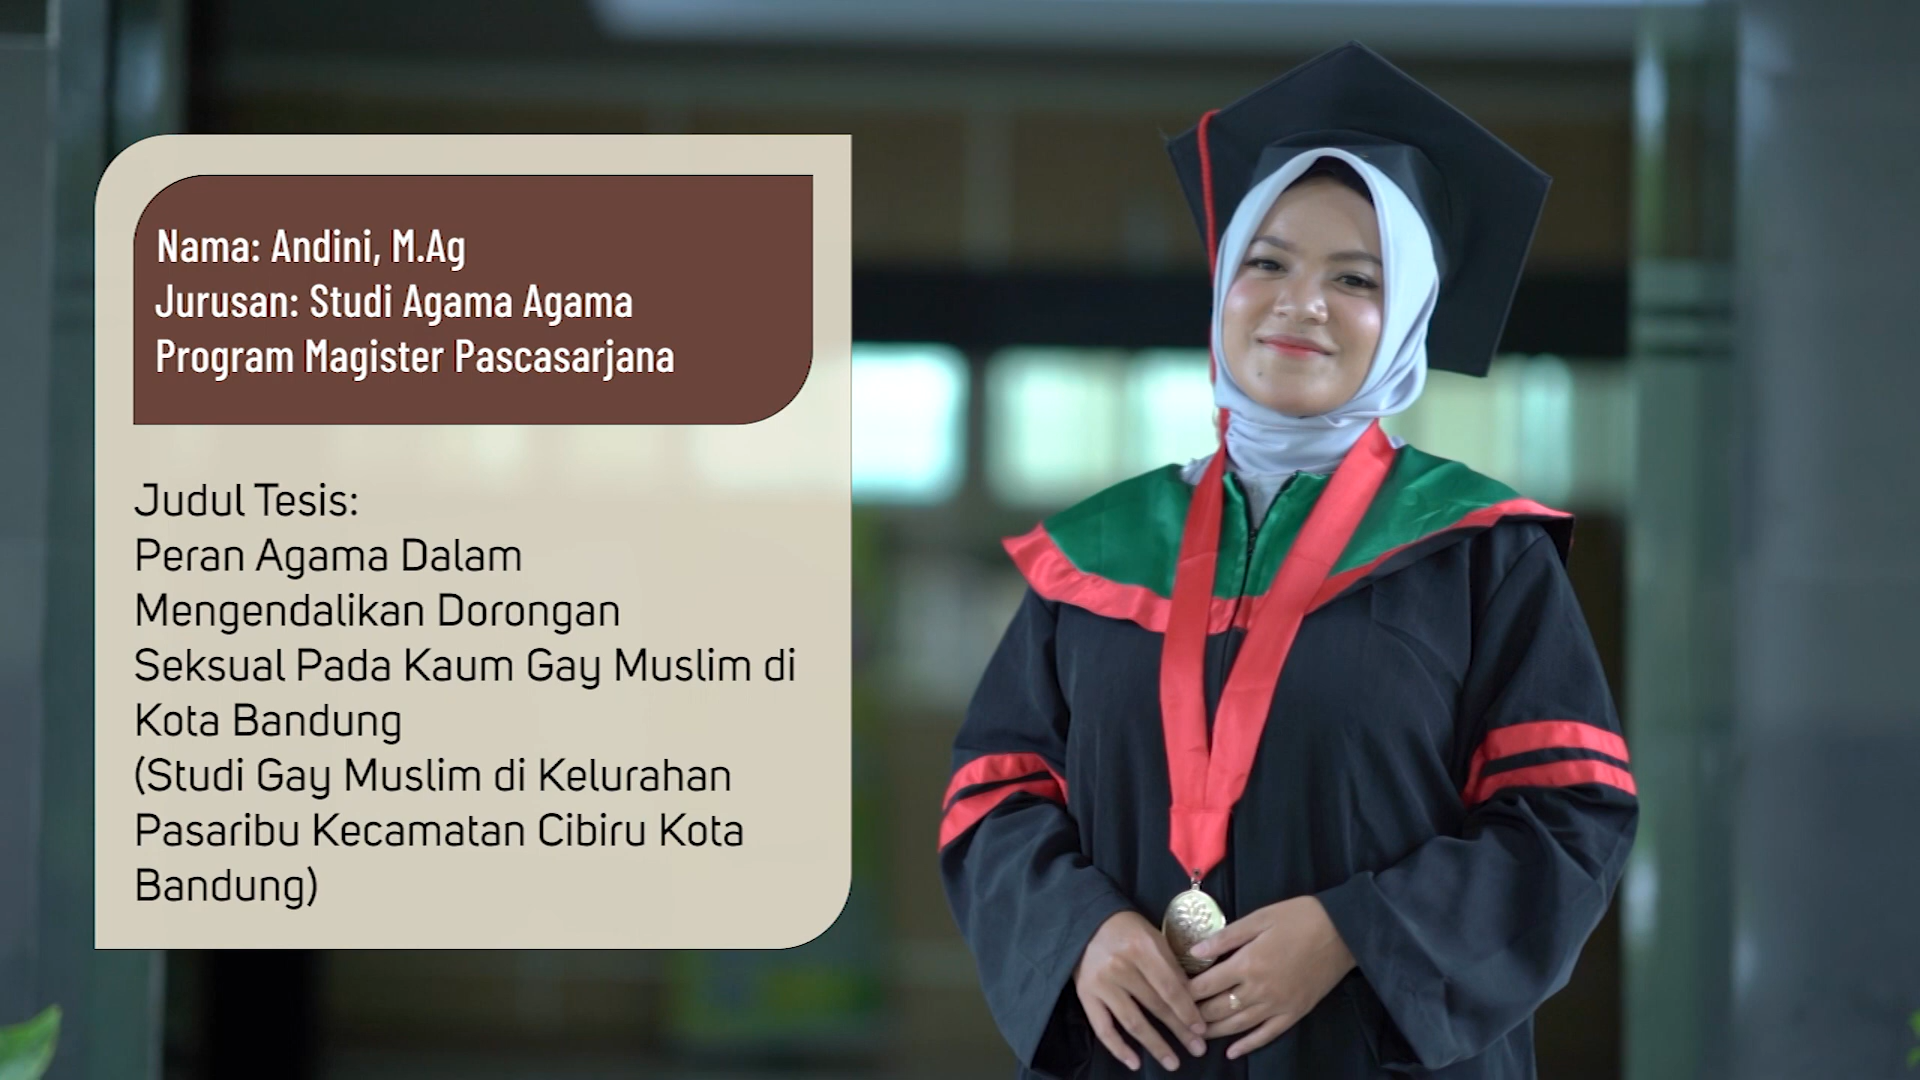 Nama: Andini, M.Ag
Jurusan: Studi Agama Agama
Program Magister Pascasarjana
Judul Tesis:
Peran Agama Dalam
Mengendalikan Dorongan
Seksual Pada Kaum Gay Muslim di
Kota Bandung
(Studi Gay Muslim di Kelurahan
Pasaribu Kecamatan Cibiru Kota
Bandung)